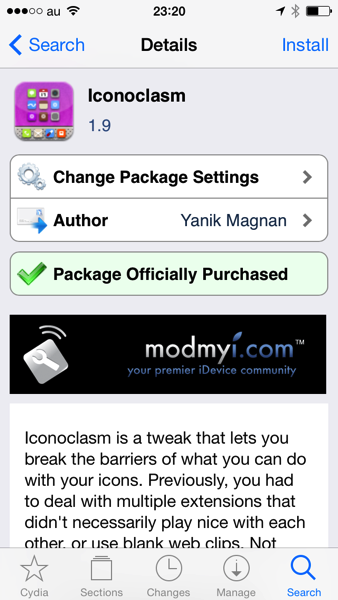 au 23:20
Search Details Install
Iconoclasm
1.9
Change Package Settings
Author Yanik Magnan
Package Officially Purchased
modmyi.com™
your premier iDevice community
Iconoclasm is a tweak that lets you
break the barriers of what you can do
with your icons. Previously, you had
to deal with multiple extensions that
didn't necessarily play nice with each
other, or use blank web clips. Not
Cydia Sections Changes Manage Search